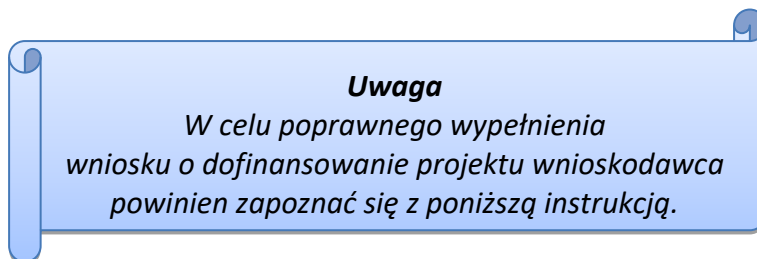 Uwaga
W celu poprawnego wypełnienia
wniosku o dofinansowanie projektu wnioskodawca
powinien zapoznać się z poniższą instrukcją.